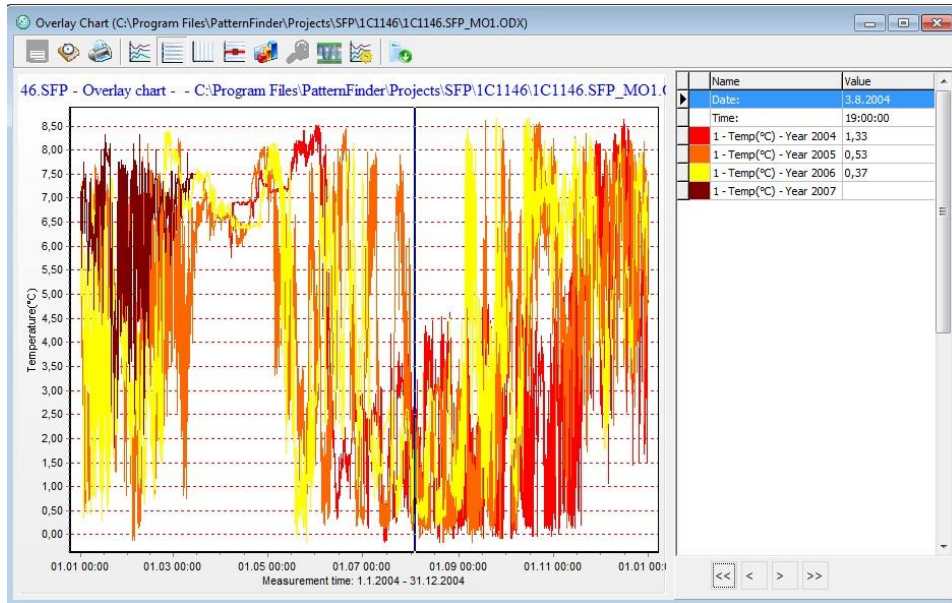 Overlay Chart (C:\Program Files\PatternFinder\Projects\SFP\1C1146\1C1146.SFP_MO1.ODX)
46.SFP - Overlay chart - - C:\Program Files\PatternFinder\Projects\SFP\1C1146\1C1146.SFP_MO1.(
Name Value
Date: 3.8.2004
Time: 19:00:00
1 - Temp(°C) - Year 2004 1,33
1 - Temp(°C) - Year 2005 0,53
1 - Temp(°C) - Year 2006 0,37
1 - Temp(°C) - Year 2007
Temperature(°C)
8,50
8,00
7,50
7,00
6,50
6,00
5,50
5,00
4,50
4,00
3,50
3,00
2,50
2,00
1,50
1,00
0,50
0,00
01.01 00:00 01.03 00:00 01.05 00:00 01.07 00:00 01.09 00:00 01.11 00:00 01.01 00:(
Measurement time: 1.1.2004 - 31.12.2004
<< < > >>